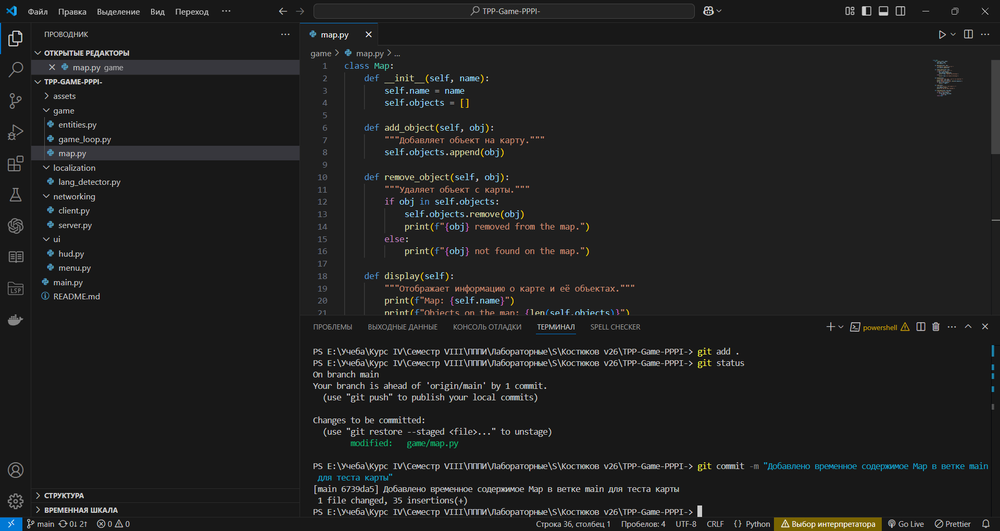 Файл Правка Выделение Вид Переход ··· TPP-Game-PPPI-
ПРОВОДНИК
ОТКРЫТЫЕ РЕДАКТОРЫ
map.py game
TPP-GAME-PPPI-
assets
game
entities.py
game_loop.py
map.py
localization
lang_detector.py
networking
client.py
server.py
ui
hud.py
menu.py
main.py
README.md
LSP
СТРУКТУРА
ВРЕМЕННАЯ ШКАЛА
map.py
game > map.py > ...
1 class Map:
2     def __init__(self, name):
3         self.name = name
4         self.objects = []
5
6     def add_object(self, obj):
7         """Добавляет объект на карту."""
8         self.objects.append(obj)
9
10     def remove_object(self, obj):
11         """Удаляет объект с карты."""
12         if obj in self.objects:
13             self.objects.remove(obj)
14             print(f"{obj} removed from the map.")
15         else:
16             print(f"{obj} not found on the map.")
17
18     def display(self):
19         """Отображает информацию о карте и её объектах."""
20         print(f"Map: {self.name}")
21         print(f"Objects on the map: {len(self.objects)}")
ПРОБЛЕМЫ ВЫХОДНЫЕ ДАННЫЕ КОНСОЛЬ ОТЛАДКИ ТЕРМИНАЛ SPELL CHECKER powershell
PS E:\Учеба\Курс IV\Семестр VIII\ПППИ\Лабораторные\S\Костюков v26\TPP-Game-PPPI-> git add .
PS E:\Учеба\Курс IV\Семестр VIII\ПППИ\Лабораторные\S\Костюков v26\TPP-Game-PPPI-> git status
On branch main
Your branch is ahead of 'origin/main' by 1 commit.
  (use "git push" to publish your local commits)
Changes to be committed:
  (use "git restore --staged <file>..." to unstage)
        modified:   game/map.py
PS E:\Учеба\Курс IV\Семестр VIII\ПППИ\Лабораторные\S\Костюков v26\TPP-Game-PPPI-> git commit -m "Добавлено временное содержимое Map в ветке main
 для теста карты"
[main 6739da5] Добавлено временное содержимое Map в ветке main для теста карты
 1 file changed, 35 insertions(+)
PS E:\Учеба\Курс IV\Семестр VIII\ПППИ\Лабораторные\S\Костюков v26\TPP-Game-PPPI->
main 0↓ 2↑ 0 0 Строка 36, столбец 1 Пробелов: 4 UTF-8 CRLF {} Python Выбор интерпретатора Go Live Prettier